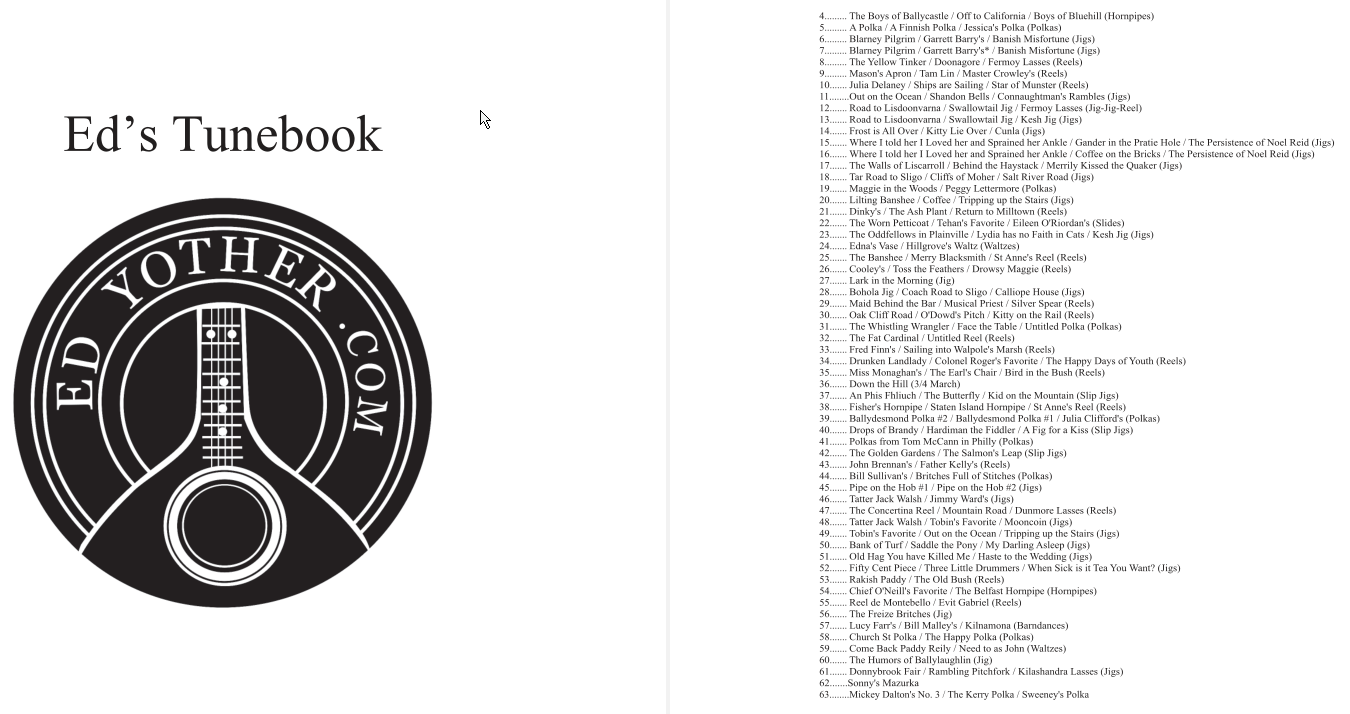 Ed’s Tunebook
ED YOTHER.COM
4......... The Boys of Ballycastle / Off to California / Boys of Bluehill (Hornpipes)
5......... A Polka / A Finnish Polka / Jessica's Polka (Polkas)
6......... Blarney Pilgrim / Garrett Barry's / Banish Misfortune (Jigs)
7......... Blarney Pilgrim / Garrett Barry's* / Banish Misfortune (Jigs)
8......... The Yellow Tinker / Doonagore / Fermoy Lasses (Reels)
9......... Mason's Apron / Tam Lin / Master Crowley's (Reels)
10....... Julia Delaney / Ships are Sailing / Star of Munster (Reels)
11........Out on the Ocean / Shandon Bells / Connaughtman's Rambles (Jigs)
12....... Road to Lisdoonvarna / Swallowtail Jig / Fermoy Lasses (Jig-Jig-Reel)
13....... Road to Lisdoonvarna / Swallowtail Jig / Kesh Jig (Jigs)
14....... Frost is All Over / Kitty Lie Over / Cunla (Jigs)
15....... Where I told her I Loved her and Sprained her Ankle / Gander in the Pratie Hole / The Persistence of Noel Reid (Jigs)
16....... Where I told her I Loved her and Sprained her Ankle / Coffee on the Bricks / The Persistence of Noel Reid (Jigs)
17....... The Walls of Liscarroll / Behind the Haystack / Merrily Kissed the Quaker (Jigs)
18....... Tar Road to Sligo / Cliffs of Moher / Salt River Road (Jigs)
19....... Maggie in the Woods / Peggy Lettermore (Polkas)
20....... Lilting Banshee / Coffee / Tripping up the Stairs (Jigs)
21....... Dinky's / The Ash Plant / Return to Milltown (Reels)
22....... The Worn Petticoat / Tehan's Favorite / Eileen O'Riordan's (Slides)
23....... The Oddfellows in Plainville / Lydia has no Faith in Cats / Kesh Jig (Jigs)
24....... Edna's Vase / Hillgrove's Waltz (Waltzes)
25....... The Banshee / Merry Blacksmith / St Anne's Reel (Reels)
26....... Cooley's / Toss the Feathers / Drowsy Maggie (Reels)
27....... Lark in the Morning (Jig)
28....... Bohola Jig / Coach Road to Sligo / Calliope House (Jigs)
29....... Maid Behind the Bar / Musical Priest / Silver Spear (Reels)
30....... Oak Cliff Road / O'Dowd's Pitch / Kitty on the Rail (Reels)
31....... The Whistling Wrangler / Face the Table / Untitled Polka (Polkas)
32....... The Fat Cardinal / Untitled Reel (Reels)
33....... Fred Finn's / Sailing into Walpole's Marsh (Reels)
34....... Drunken Landlady / Colonel Roger's Favorite / The Happy Days of Youth (Reels)
35....... Miss Monaghan's / The Earl's Chair / Bird in the Bush (Reels)
36....... Down the Hill (3/4 March)
37....... An Phis Fhliuch / The Butterfly / Kid on the Mountain (Slip Jigs)
38....... Fisher's Hornpipe / Staten Island Hornpipe / St Anne's Reel (Reels)
39....... Ballydesmond Polka #2 / Ballydesmond Polka #1 / Julia Clifford's (Polkas)
40....... Drops of Brandy / Hardiman the Fiddler / A Fig for a Kiss (Slip Jigs)
41....... Polkas from Tom McCann in Philly (Polkas)
42....... The Golden Gardens / The Salmon's Leap (Slip Jigs)
43....... John Brennan's / Father Kelly's (Reels)
44....... Bill Sullivan's / Britches Full of Stitches (Polkas)
45....... Pipe on the Hob #1 / Pipe on the Hob #2 (Jigs)
46....... Tatter Jack Walsh / Jimmy Ward's (Jigs)
47....... The Concertina Reel / Mountain Road / Dunmore Lasses (Reels)
48....... Tatter Jack Walsh / Tobin's Favorite / Mooncoin (Jigs)
49....... Tobin's Favorite / Out on the Ocean / Tripping up the Stairs (Jigs)
50....... Bank of Turf / Saddle the Pony / My Darling Asleep (Jigs)
51....... Old Hag You have Killed Me / Haste to the Wedding (Jigs)
52....... Fifty Cent Piece / Three Little Drummers / When Sick is it Tea You Want? (Jigs)
53....... Rakish Paddy / The Old Bush (Reels)
54....... Chief O'Neill's Favorite / The Belfast Hornpipe (Hornpipes)
55....... Reel de Montebello / Evit Gabriel (Reels)
56....... The Freize Britches (Jig)
57....... Lucy Farr's / Bill Malley's / Kilnamona (Barndances)
58....... Church St Polka / The Happy Polka (Polkas)
59....... Come Back Paddy Reily / Need to as John (Waltzes)
60....... The Humors of Ballylaughlin (Jig)
61....... Donnybrook Fair / Rambling Pitchfork / Kilashandra Lasses (Jigs)
62.......Sonny's Mazurka
63........Mickey Dalton's No. 3 / The Kerry Polka / Sweeney's Polka